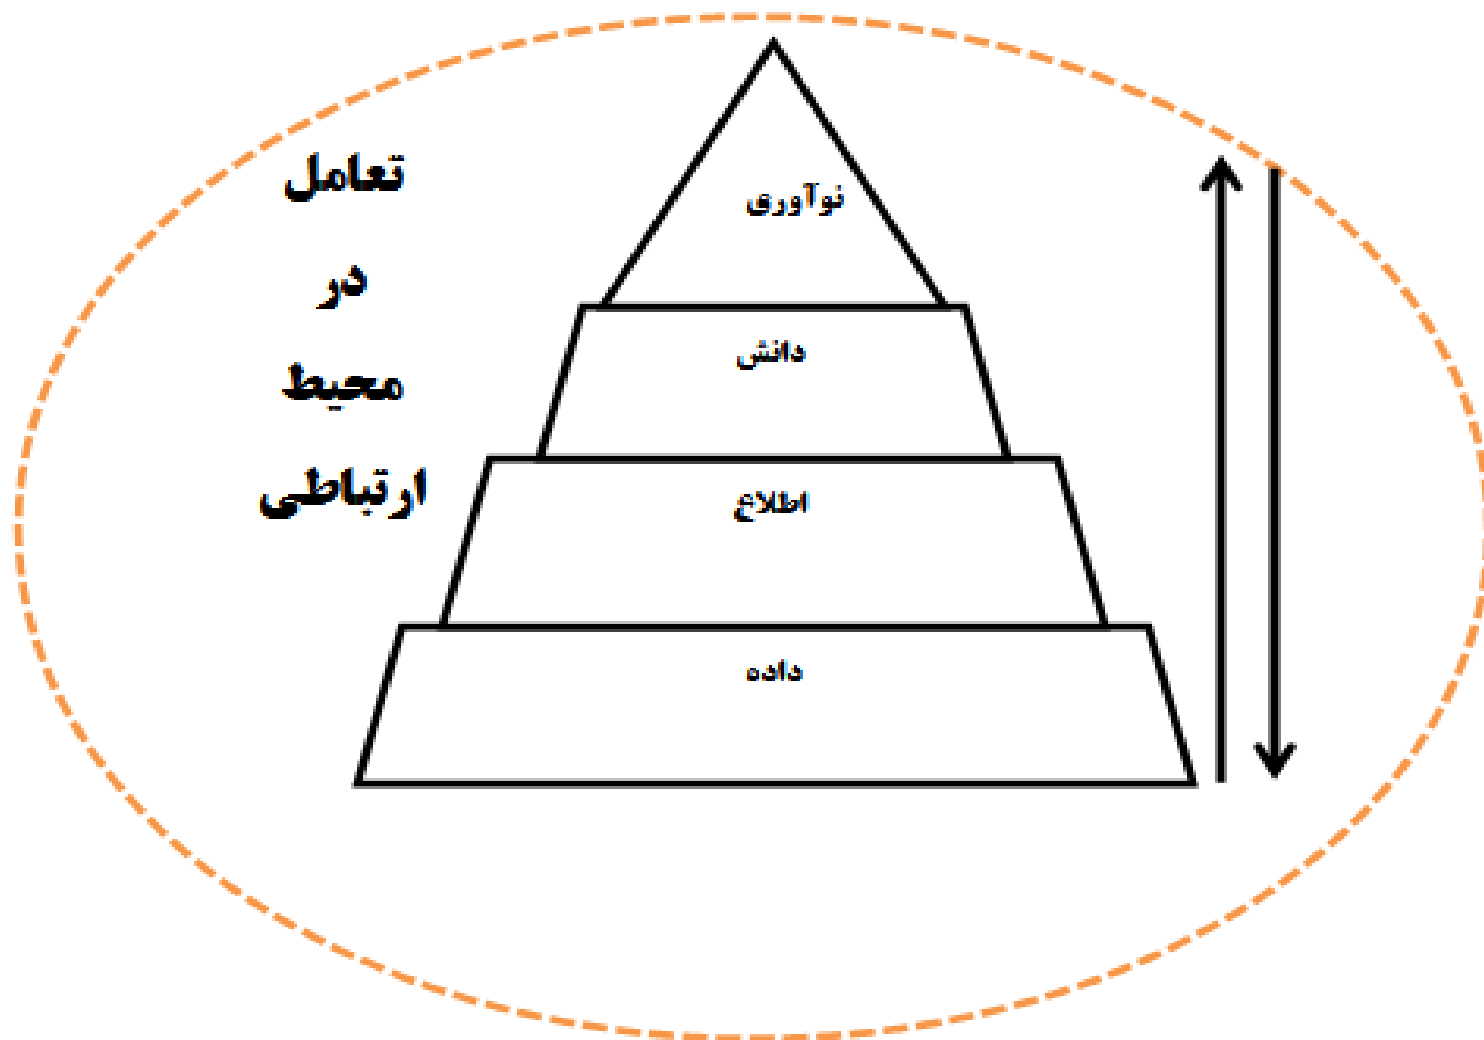 تعامل
در
محیط
ارتباطی
نوآوری
دانش
اطلاع
داده